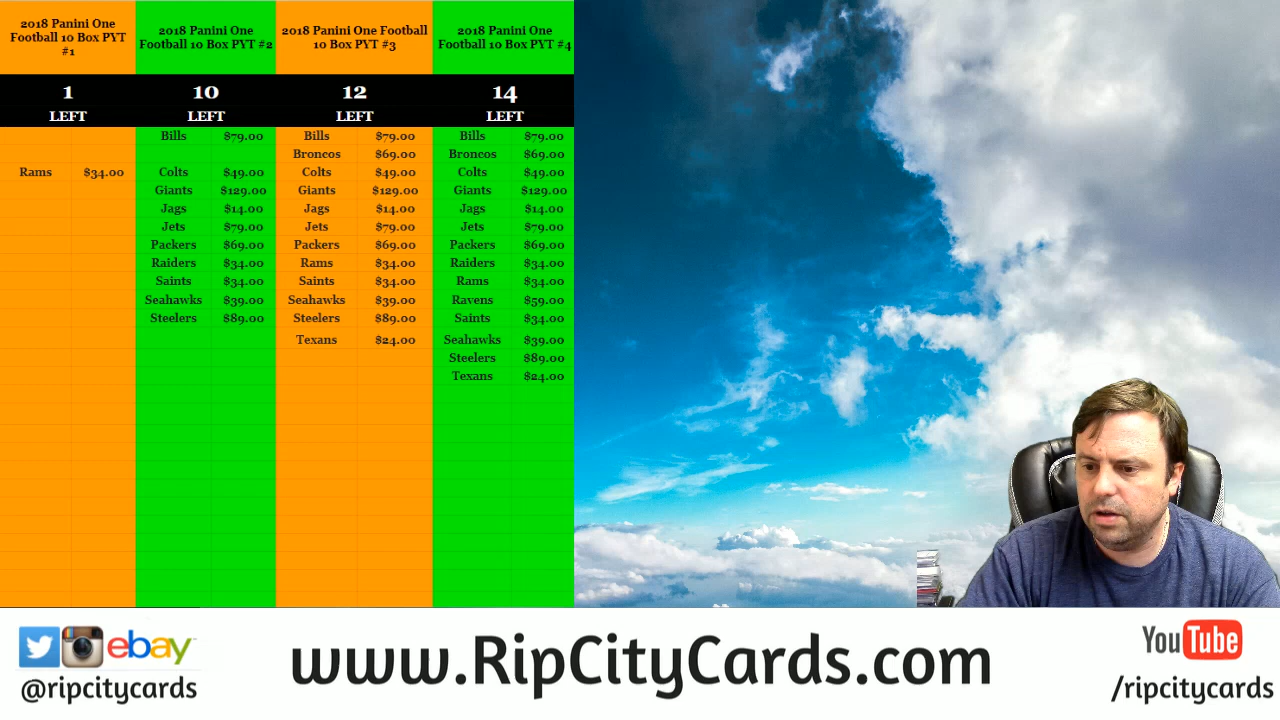 2018 Panini One
Football 10 Box PYT
#1
2018 Panini One
Football 10 Box PYT #2
2018 Panini One Football
10 Box PYT #3
2018 Panini One
Football 10 Box PYT #4
1 10 12 14
LEFT LEFT LEFT LEFT
Bills $79.00 Bills $79.00 Bills $79.00
Broncos $69.00 Broncos $69.00
Rams $34.00 Colts $49.00 Colts $49.00 Colts $49.00
Giants $129.00 Giants $129.00 Giants $129.00
Jags $14.00 Jags $14.00 Jags $14.00
Jets $79.00 Jets $79.00 Jets $79.00
Packers $69.00 Packers $69.00 Packers $69.00
Raiders $34.00 Rams $34.00 Raiders $34.00
Saints $34.00 Saints $34.00 Rams $34.00
Seahawks $39.00 Seahawks $39.00 Ravens $59.00
Steelers $89.00 Steelers $89.00 Saints $34.00
Texans $24.00 Seahawks $39.00
Steelers $89.00
Texans $24.00
ebay
@ripcitycards
www.RipCityCards.com
YouTube
/ripcitycards